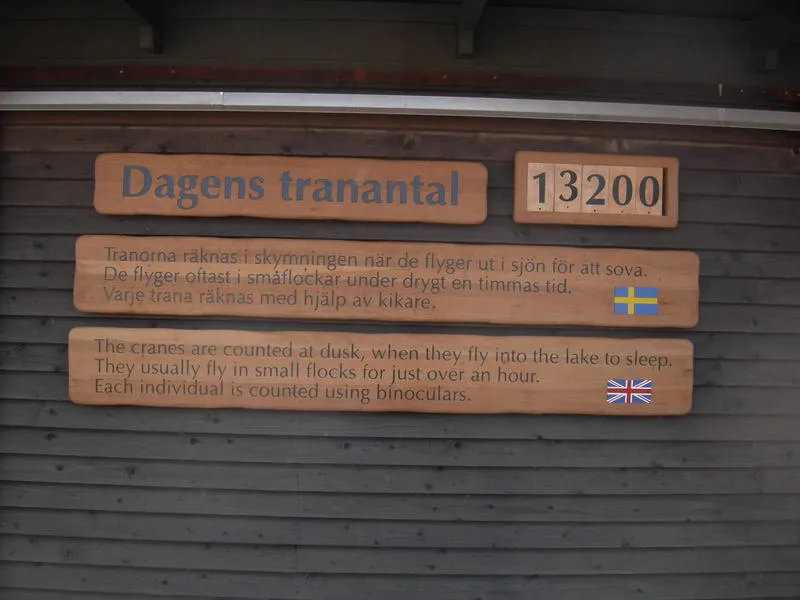 Dagens tranantal
13200
Tranorna räknas i skymningen när de flyger ut i sjön för att sova.
De flyger oftast i småflockar under drygt en timmas tid.
Varje trana räknas med hjälp av kikare.
The cranes are counted at dusk, when they fly into the lake to sleep.
They usually fly in small flocks for just over an hour.
Each individual is counted using binoculars.